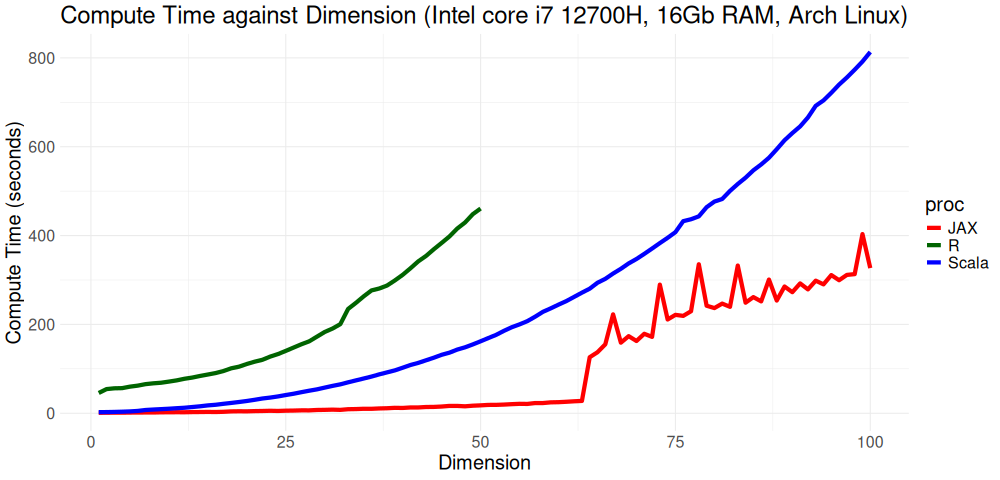 Compute Time against Dimension (Intel core i7 12700H, 16Gb RAM, Arch Linux)
Compute Time (seconds)
800
600
400
200
0
0 25 50 75 100
Dimension
proc
JAX
R
Scala